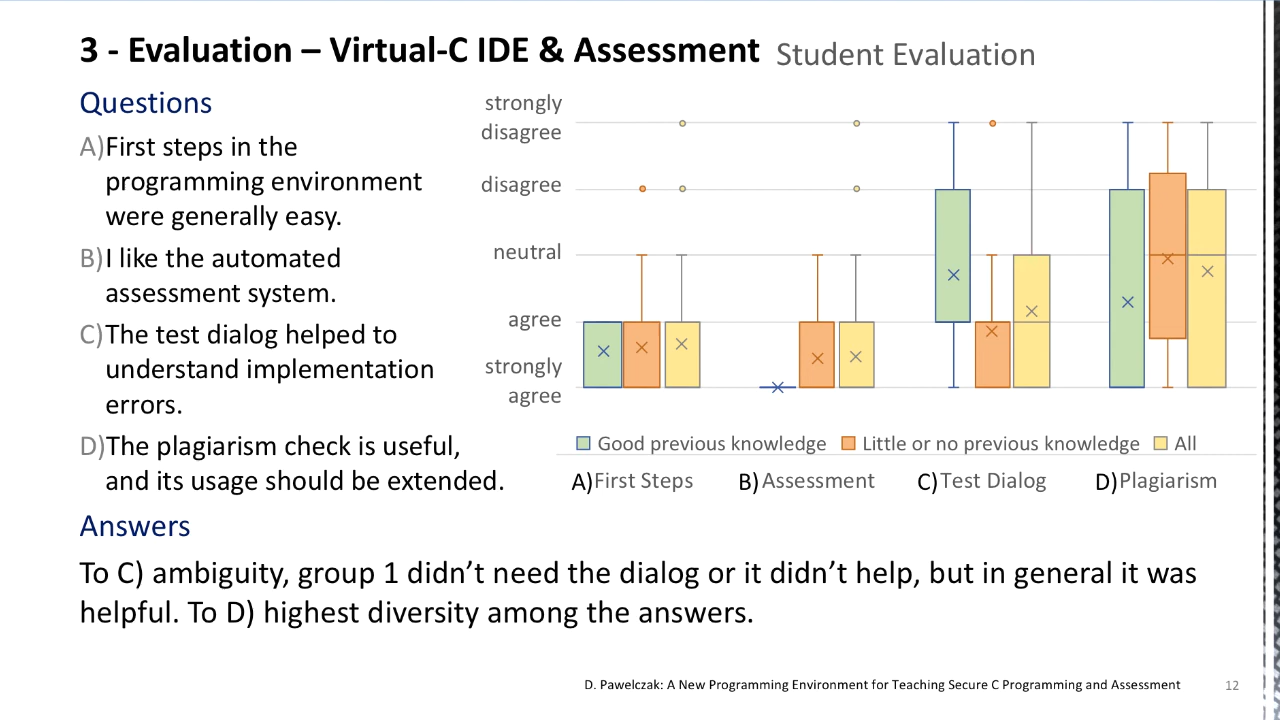 3 - Evaluation – Virtual-C IDE & Assessment Student Evaluation
Questions
A)First steps in the
programming environment
were generally easy.
B)I like the automated
assessment system.
C)The test dialog helped to
understand implementation
errors.
D)The plagiarism check is useful,
and its usage should be extended.
strongly
disagree
disagree
neutral
agree
strongly
agree
Good previous knowledge Little or no previous knowledge All
A)First Steps B)Assessment C)Test Dialog D)Plagiarism
Answers
To C) ambiguity, group 1 didn’t need the dialog or it didn’t help, but in general it was
helpful. To D) highest diversity among the answers.
D. Pawelczak: A New Programming Environment for Teaching Secure C Programming and Assessment 12